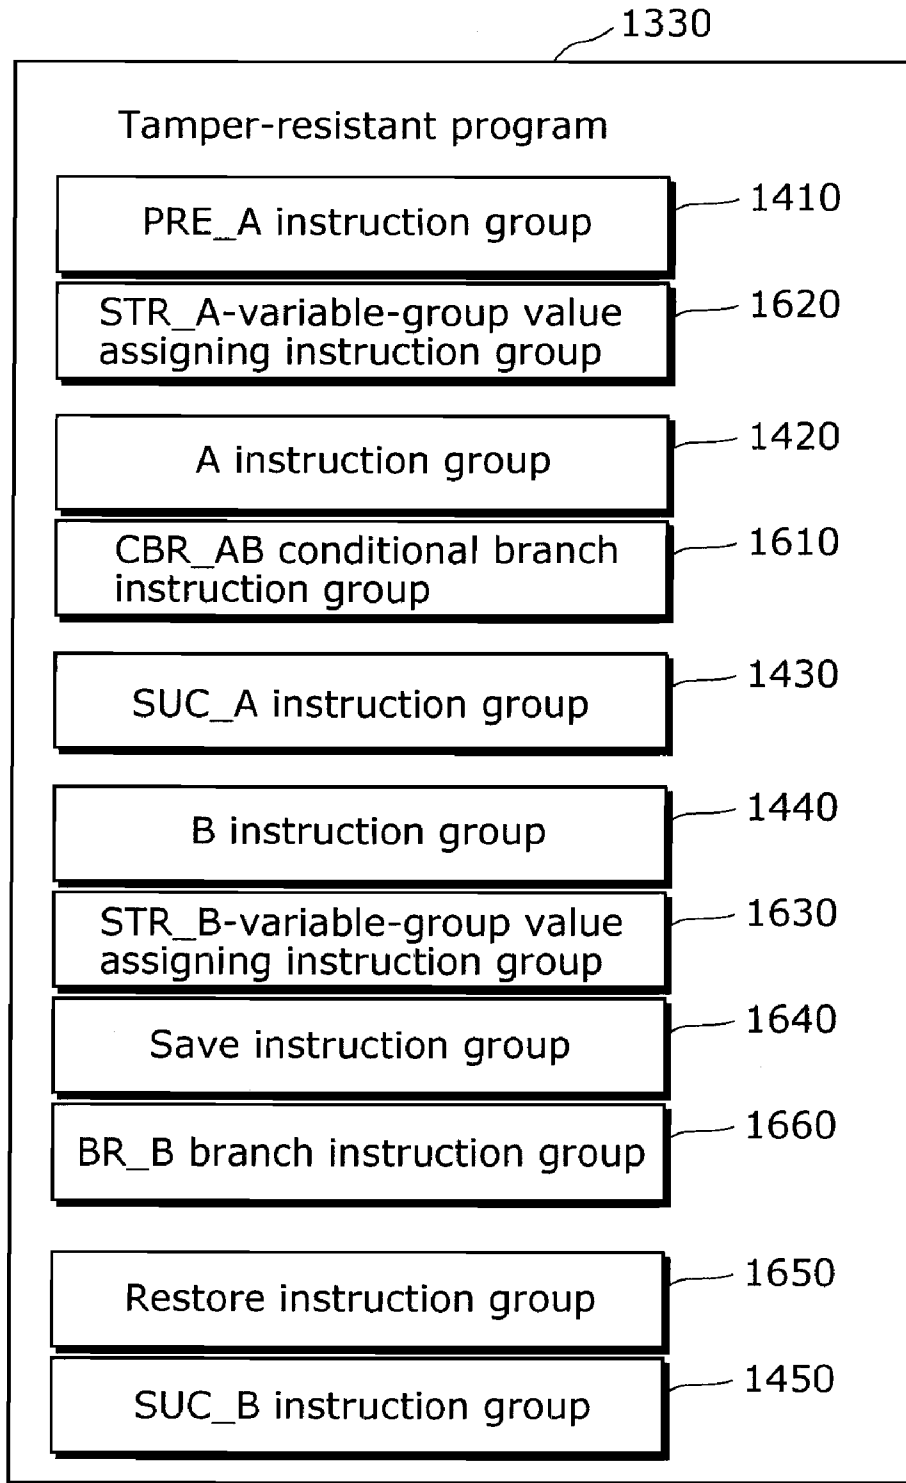 1330
Tamper-resistant program
PRE_A instruction group
1410
STR_A-variable-group value
assigning instruction group
1620
A instruction group
1420
CBR_AB conditional branch
instruction group
1610
SUC_A instruction group
1430
B instruction group
1440
STR_B-variable-group value
assigning instruction group
1630
Save instruction group
1640
BR_B branch instruction group
1660
Restore instruction group
1650
SUC_B instruction group
1450